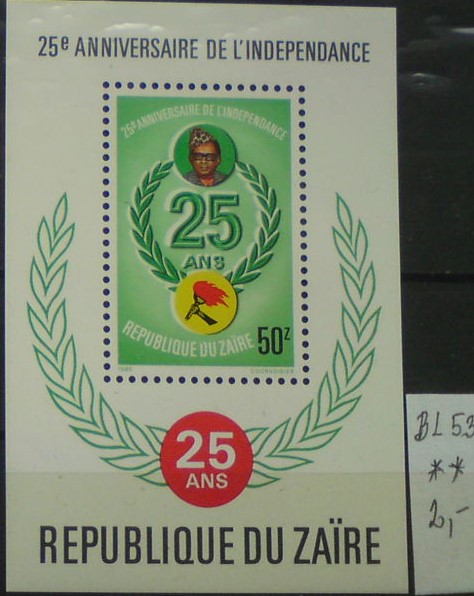 25e ANNIVERSAIRE DE L'INDEPENDANCE
25e ANNIVERSAIRE DE L'INDEPENDANCE
25
ANS
REPUBLIQUE DU ZAÏRE 50z
25
ANS
REPUBLIQUE DU ZAÏRE
BL 53
**
2,-